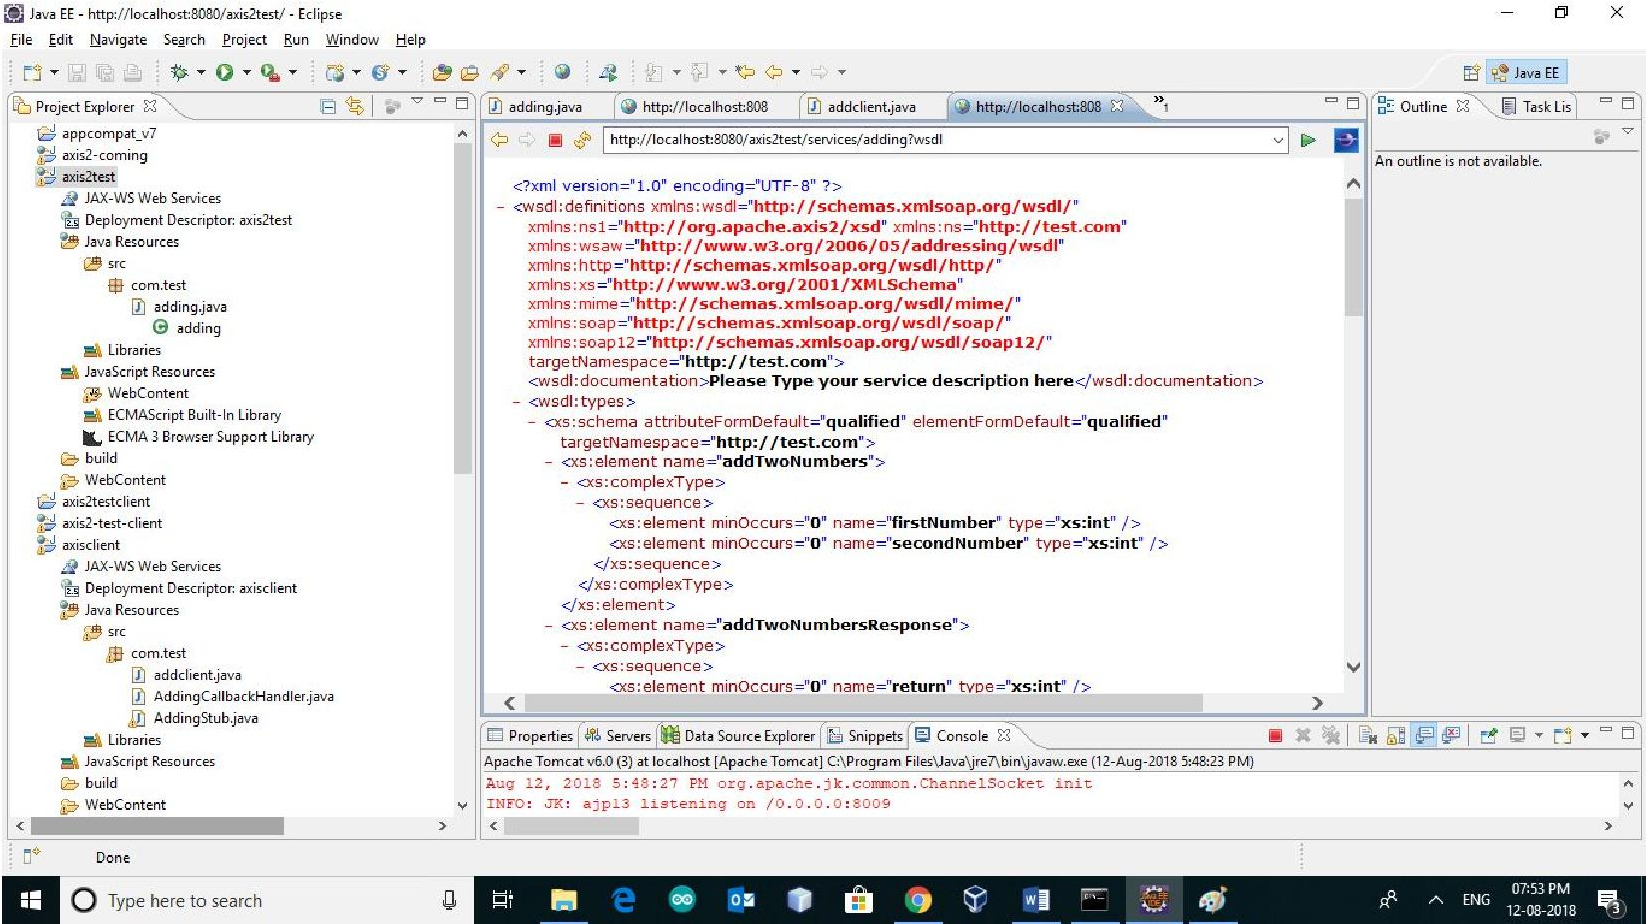 Java EE - http://localhost:8080/axis2test/ - Eclipse
File Edit Navigate Search Project Run Window Help
Java EE
Project Explorer
appcompat_v7
axis2-coming
axis2test
JAX-WS Web Services
Deployment Descriptor: axis2test
Java Resources
src
com.test
adding.java
adding
Libraries
JavaScript Resources
WebContent
ECMAScript Built-In Library
ECMA 3 Browser Support Library
build
WebContent
axis2testclient
axis2-test-client
axisclient
JAX-WS Web Services
Deployment Descriptor: axisclient
Java Resources
src
com.test
addclient.java
AddingCallbackHandler.java
AddingStub.java
Libraries
JavaScript Resources
build
WebContent
adding.java http://localhost:808 addclient.java http://localhost:808 »1
http://localhost:8080/axis2test/services/adding?wsdl
<?xml version="1.0" encoding="UTF-8" ?>
- <wsdl:definitions xmlns:wsdl="http://schemas.xmlsoap.org/wsdl/"
xmlns:ns1="http://org.apache.axis2/xsd" xmlns:ns="http://test.com"
xmlns:wsaw="http://www.w3.org/2006/05/addressing/wsdl"
xmlns:http="http://schemas.xmlsoap.org/wsdl/http/"
xmlns:xs="http://www.w3.org/2001/XMLSchema"
xmlns:mime="http://schemas.xmlsoap.org/wsdl/mime/"
xmlns:soap="http://schemas.xmlsoap.org/wsdl/soap/"
xmlns:soap12="http://schemas.xmlsoap.org/wsdl/soap12/"
targetNamespace="http://test.com">
<wsdl:documentation>Please Type your service description here</wsdl:documentation>
- <wsdl:types>
- <xs:schema attributeFormDefault="qualified" elementFormDefault="qualified"
targetNamespace="http://test.com">
- <xs:element name="addTwoNumbers">
- <xs:complexType>
- <xs:sequence>
<xs:element minOccurs="0" name="firstNumber" type="xs:int" />
<xs:element minOccurs="0" name="secondNumber" type="xs:int" />
</xs:sequence>
</xs:complexType>
</xs:element>
- <xs:element name="addTwoNumbersResponse">
- <xs:complexType>
- <xs:sequence>
<xs:element minOccurs="0" name="return" type="xs:int" />
Outline Task Lis
An outline is not available.
Properties Servers Data Source Explorer Snippets Console
Apache Tomcat v6.0 (3) at localhost [Apache Tomcat] C:\Program Files\Java\jre7\bin\javaw.exe (12-Aug-2018 5:48:23 PM)
Aug 12, 2018 5:48:27 PM org.apache.jk.common.ChannelSocket init
INFO: JK: ajp13 listening on /0.0.0.0:8009
Done
Type here to search
ENG
07:53 PM
12-08-2018
3